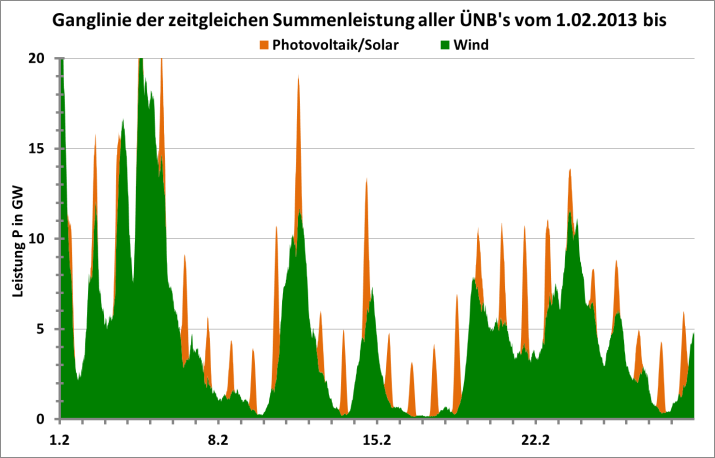 Ganglinie der zeitgleichen Summenleistung aller ÜNB's vom 1.02.2013 bis
Photovoltaik/Solar Wind
Leistung P in GW
20
15
10
5
0
1.2 8.2 15.2 22.2